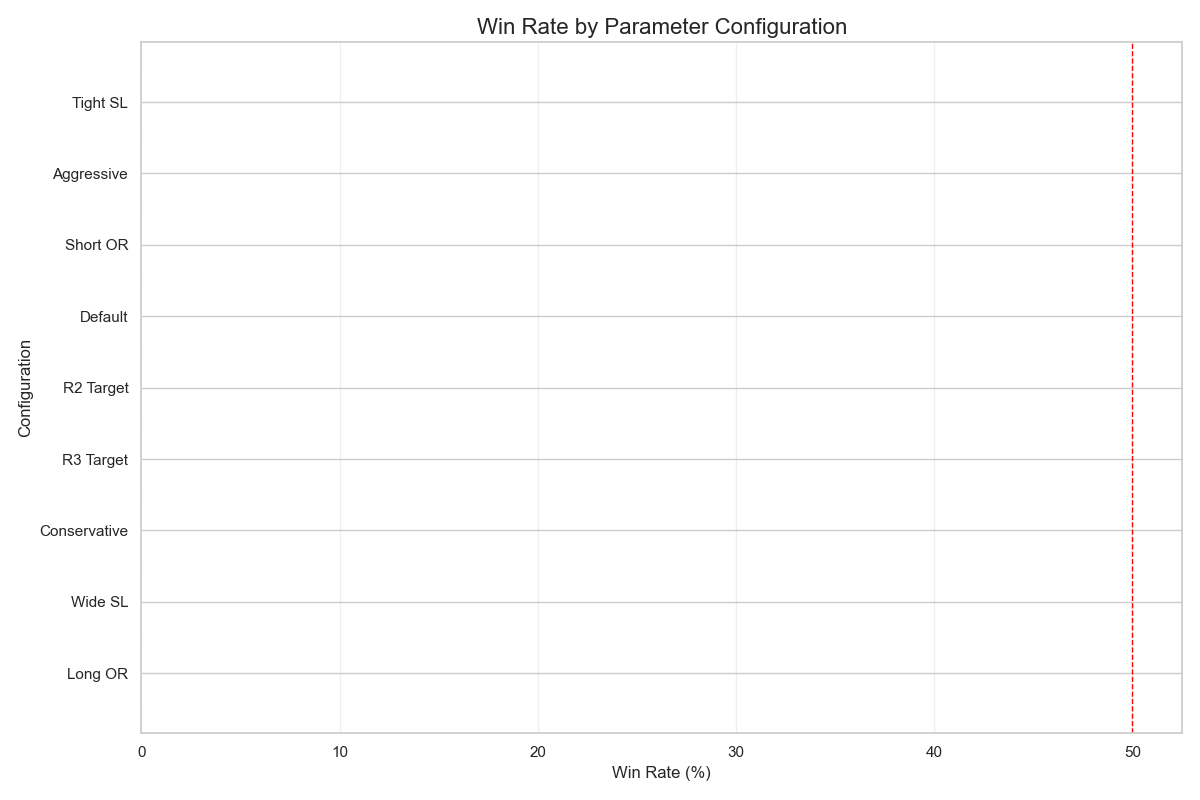 Win Rate by Parameter Configuration
Configuration
Tight SL
Aggressive
Short OR
Default
R2 Target
R3 Target
Conservative
Wide SL
Long OR
0 10 20 30 40 50
Win Rate (%)